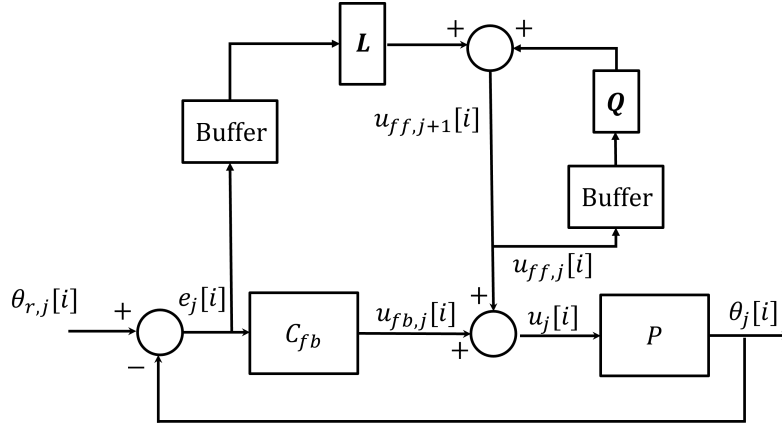 + L + 
Q
Buffer
u_{ff,j+1}[i]
Buffer
θ_{r,j}[i]
+
e_j[i]
C_{fb}
u_{fb,j}[i]
+
+
u_{ff,j}[i]
u_j[i]
P
θ_j[i]
−
+